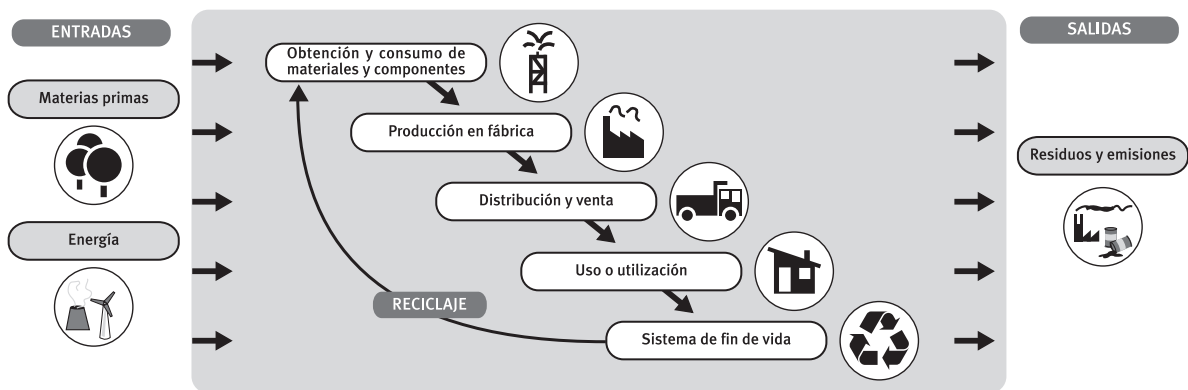 ENTRADAS
Materias primas
Energía
Obtención y consumo de
materiales y componentes
Producción en fábrica
Distribución y venta
Uso o utilización
RECICLAJE
Sistema de fin de vida
SALIDAS
Residuos y emisiones